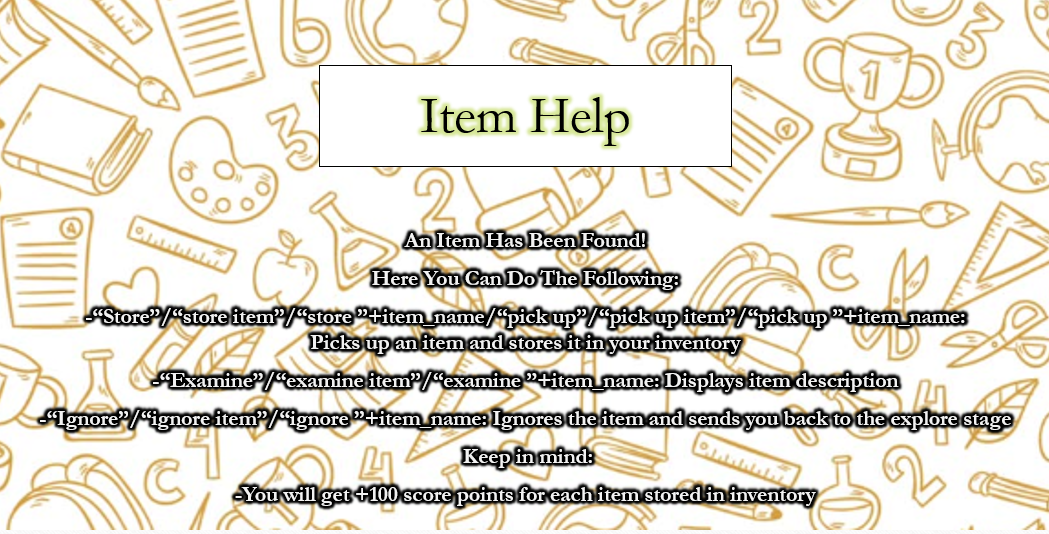 Item Help
An Item Has Been Found!
Here You Can Do The Following:
-“Store”/“store item”/“store ”+item_name/“pick up”/“pick up item”/“pick up ”+item_name:
Picks up an item and stores it in your inventory
-“Examine”/“examine item”/“examine ”+item_name: Displays item description
-“Ignore”/“ignore item”/“ignore ”+item_name: Ignores the item and sends you back to the explore stage
Keep in mind:
-You will get +100 score points for each item stored in inventory